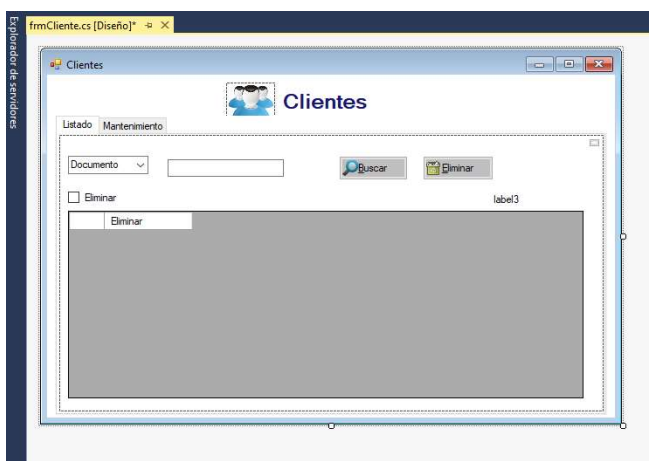 frmCliente.cs [Diseño]*
Explorador de servidores
Clientes
Clientes
Listado Mantenimiento
Documento
Buscar
Eliminar
Eliminar
label3
Eliminar